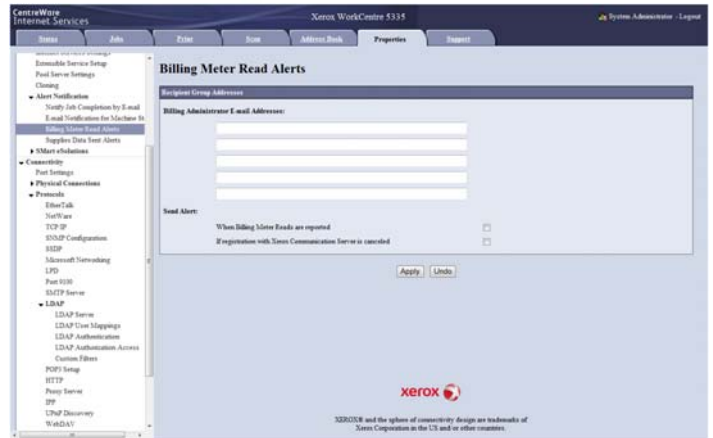 CentreWare
Internet Services
Xerox WorkCentre 5335
System Administrator - Logout
Status
Jobs
Print
Scan
Address Book
Properties
Support
Extensible Service Setup
Pool Server Settings
Cloning
Alert Notification
Notify Job Completion by E-mail
E-mail Notification for Machine St
Billing Meter Read Alerts
Supplies Data Sent Alerts
SMart eSolutions
Connectivity
Port Settings
Physical Connections
Protocols
EtherTalk
NetWare
TCP/IP
SNMP Configuration
SSDP
Microsoft Networking
LPD
Port 9100
SMTP Server
LDAP
LDAP Server
LDAP User Mappings
LDAP Authentication
LDAP Authorization Access
Custom Filters
POP3 Setup
HTTP
Proxy Server
IPP
UPnP Discovery
WebDAV
Billing Meter Read Alerts
Recipient Group Addresses
Billing Administrator E-mail Addresses:
Send Alert:
When Billing Meter Reads are reported
If registration with Xerox Communication Server is canceled
Apply
Undo
xerox
XEROX® and the sphere of connectivity design are trademarks of
Xerox Corporation in the US and/or other countries.